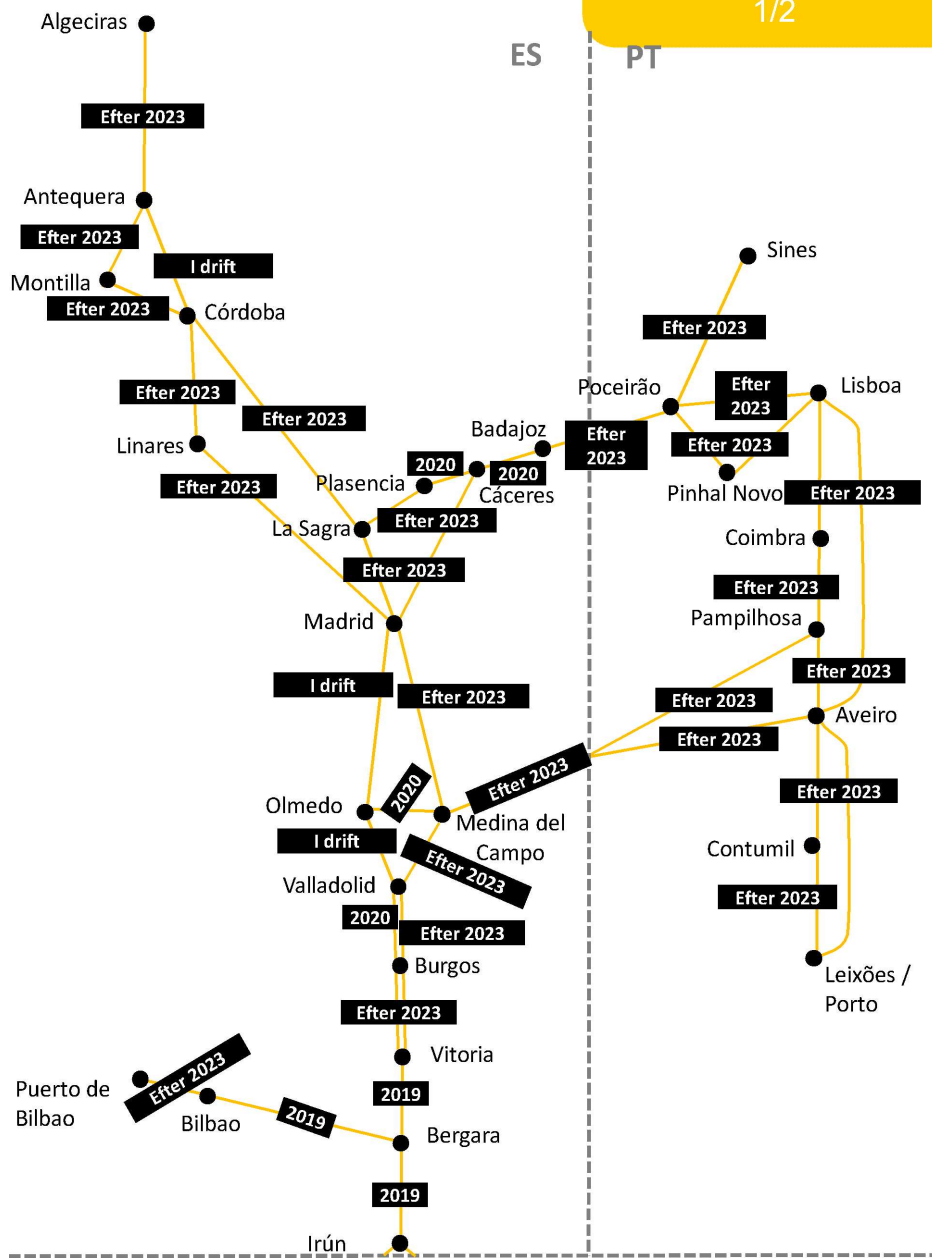 1/2
Algeciras
ES
PT
Efter 2023
Antequera
Efter 2023
I drift
Montilla
Efter 2023
Córdoba
Sines
Efter 2023
Efter 2023
Efter 2023
Linares
Efter 2023
Poceirão
Efter
2023
Lisboa
Badajoz
Efter
2023
Efter 2023
2020
2020
Plasencia
Cáceres
Pinhal Novo
Efter 2023
La Sagra
Efter 2023
Coimbra
Efter 2023
Efter 2023
Madrid
Pampilhosa
I drift
Efter 2023
Efter 2023
Efter 2023
Aveiro
Efter 2023
Efter 2023
2020
Olmedo
Medina del
Campo
Efter 2023
I drift
Efter 2023
Contumil
Valladolid
Efter 2023
2020
Efter 2023
Burgos
Leixões /
Porto
Efter 2023
Vitoria
Efter 2023
Puerto de
Bilbao
2019
Bilbao
2019
Bergara
2019
Irún